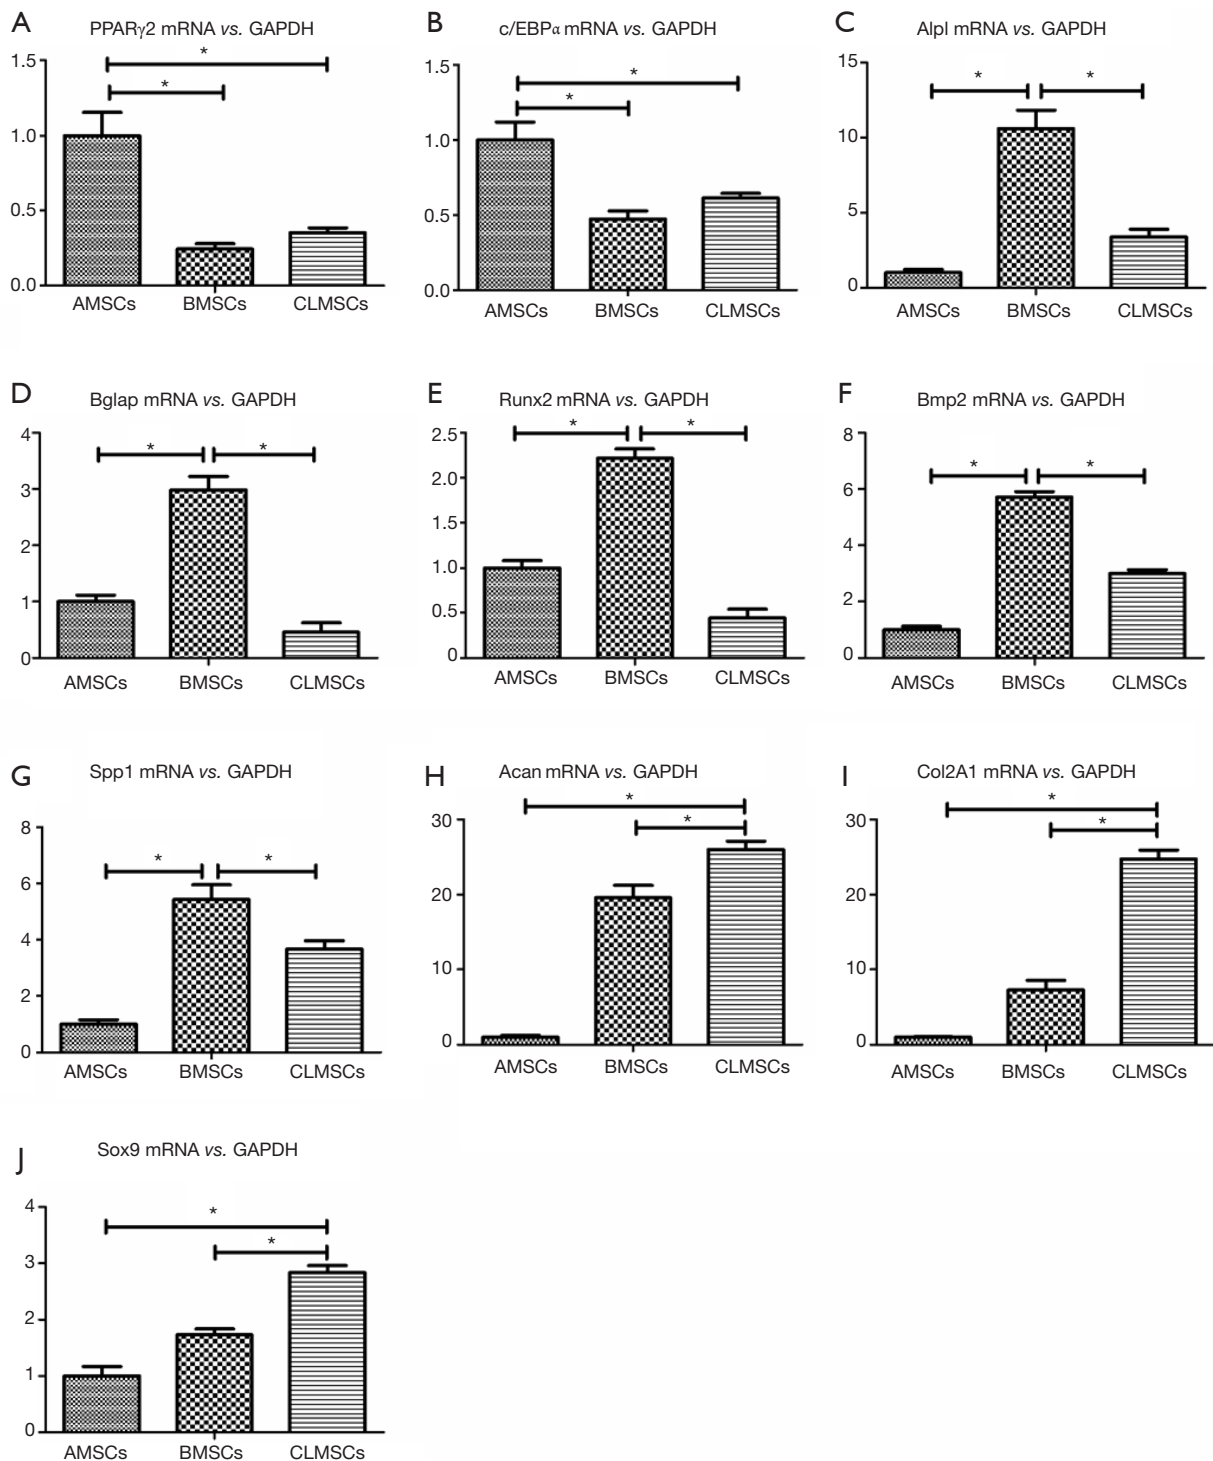 A
PPARγ2 mRNA vs. GAPDH
*
*
1.5
1.0
0.5
0.0
AMSCs BMSCs CLMSCs
B
c/EBPα mRNA vs. GAPDH
*
*
1.5
1.0
0.5
0.0
AMSCs BMSCs CLMSCs
C
Alpl mRNA vs. GAPDH
* *
15
10
5
0
AMSCs BMSCs CLMSCs
D
Bglap mRNA vs. GAPDH
* *
4
3
2
1
0
AMSCs BMSCs CLMSCs
E
Runx2 mRNA vs. GAPDH
* *
2.5
2.0
1.5
1.0
0.5
0
AMSCs BMSCs CLMSCs
F
Bmp2 mRNA vs. GAPDH
* *
8
6
4
2
0
AMSCs BMSCs CLMSCs
G
Spp1 mRNA vs. GAPDH
* *
8
6
4
2
0
AMSCs BMSCs CLMSCs
H
Acan mRNA vs. GAPDH
*
*
30
20
10
0
AMSCs BMSCs CLMSCs
I
Col2A1 mRNA vs. GAPDH
*
*
30
20
10
0
AMSCs BMSCs CLMSCs
J
Sox9 mRNA vs. GAPDH
*
*
4
3
2
1
0
AMSCs BMSCs CLMSCs